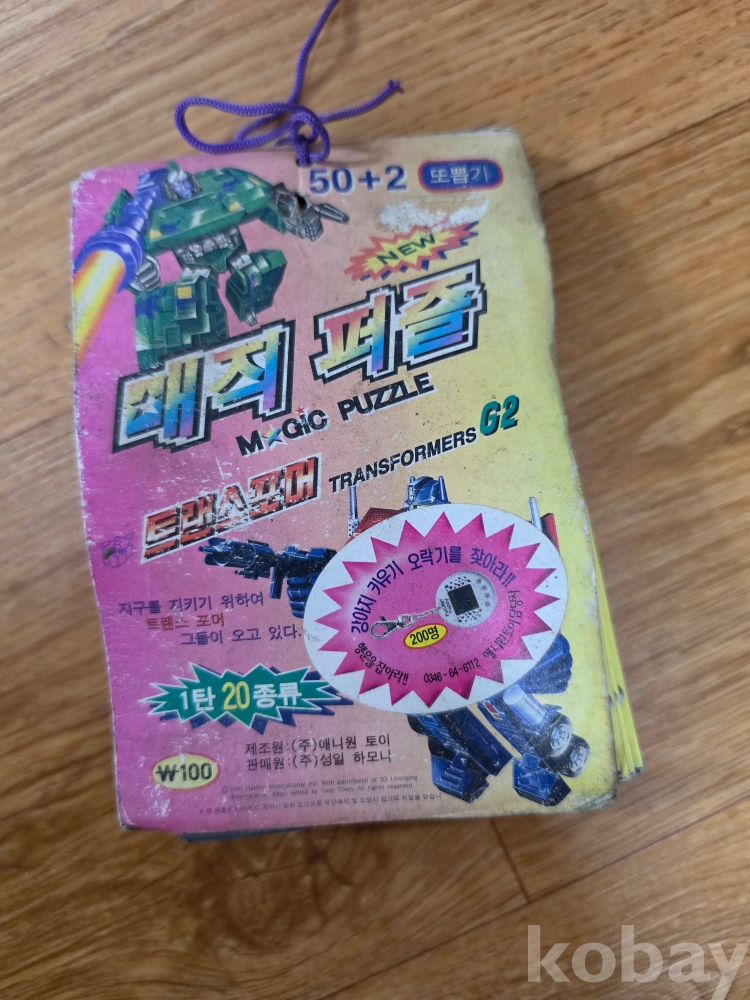 50+2 또뽑기
NEW
매직 퍼즐
MAGIC PUZZLE
트랜스포머 TRANSFORMERS G2
강아지 키우기 오락기를 찾아라!!
200명
행운을 잡아라!! 0346-64-6112
지구를 지키기 위하여
트랜스 포머
그들이 오고 있다.
1탄 20종류
제조원:(주)애니원 토이
판매원:(주)성일 하모니
₩100
kobay